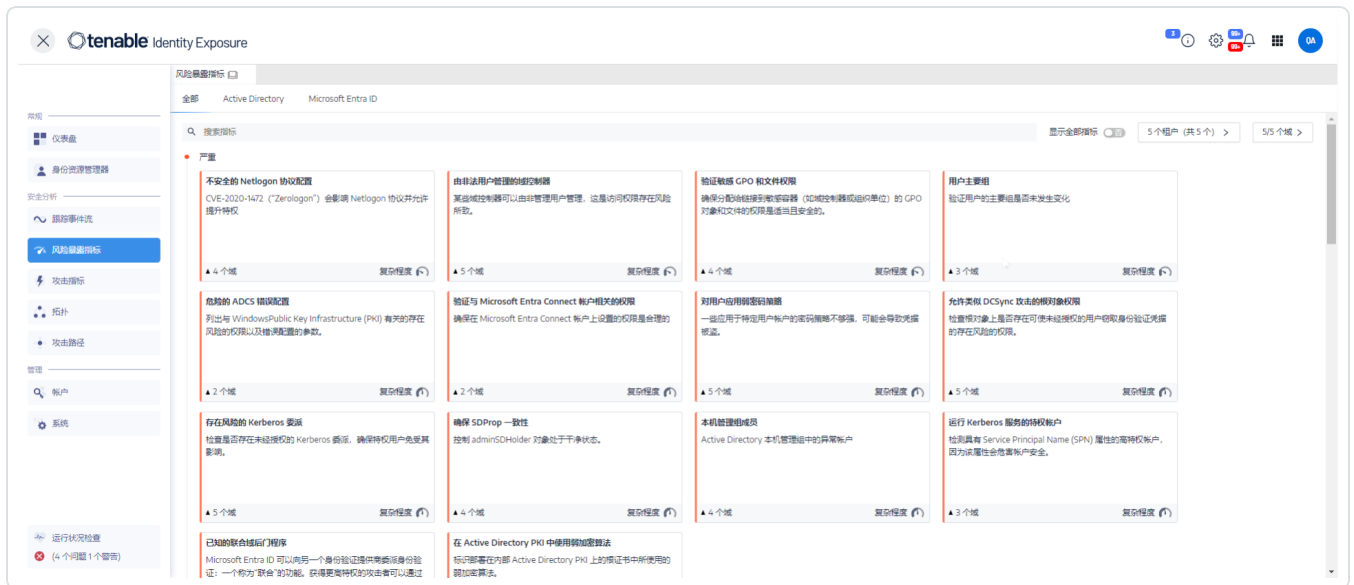 tenable Identity Exposure
3
99+
99+
QA
风险暴露指标
全部 Active Directory Microsoft Entra ID
常规
仪表盘
身份资源管理器
安全分析
跟踪事件流
风险暴露指标
攻击指标
拓扑
攻击路径
管理
帐户
系统
运行状况检查
(4 个问题 1 个警告)
搜索指标
显示全部指标 否 5 个租户（共 5 个） > 5/5 个域 >
严重
不安全的 Netlogon 协议配置
CVE-2020-1472（“Zerologon”）会影响 Netlogon 协议并允许
提升特权
4 个域 复杂程度
由非法用户管理的域控制器
某些域控制器可以由非管理用户管理，这是访问权限存在风险
所致。
5 个域 复杂程度
验证敏感 GPO 和文件权限
确保分配给链接到敏感容器（如域控制器或组织单位）的 GPO
对象和文件的权限是适当且安全的。
4 个域 复杂程度
用户主要组
验证用户的主要组是否未发生变化
3 个域 复杂程度
危险的 ADCS 错误配置
列出与 WindowsPublic Key Infrastructure (PKI) 有关的存在
风险的权限以及错误配置的参数。
2 个域 复杂程度
验证与 Microsoft Entra Connect 帐户相关的权限
确保在 Microsoft Entra Connect 帐户上设置的权限是合理的
2 个域 复杂程度
对用户应用弱密码策略
一些应用于特定用户帐户的密码策略不够强，可能会导致凭据
被盗。
5 个域 复杂程度
允许类似 DCSync 攻击的根对象权限
检查根对象上是否存在可使未经授权的用户窃取身份验证凭据
的存在风险的权限。
5 个域 复杂程度
存在风险的 Kerberos 委派
检查是否存在未经授权的 Kerberos 委派，确保特权用户免受其
影响。
5 个域 复杂程度
确保 SDProp 一致性
控制 adminSDHolder 对象处于干净状态。
4 个域 复杂程度
本机管理组成员
Active Directory 本机管理组中的异常帐户
4 个域 复杂程度
运行 Kerberos 服务的特权帐户
检测具有 Service Principal Name (SPN) 属性的高特权帐户，
因为该属性会危害帐户安全。
3 个域 复杂程度
已知的联合域后门程序
Microsoft Entra ID 可以向另一个身份验证提供商委派身份验
证：一个称为“联合”的功能。获得更高特权的攻击者可以通过
在 Active Directory PKI 中使用弱加密算法
标识部署在内部 Active Directory PKI 上的根证书中所使用的
弱加密算法。